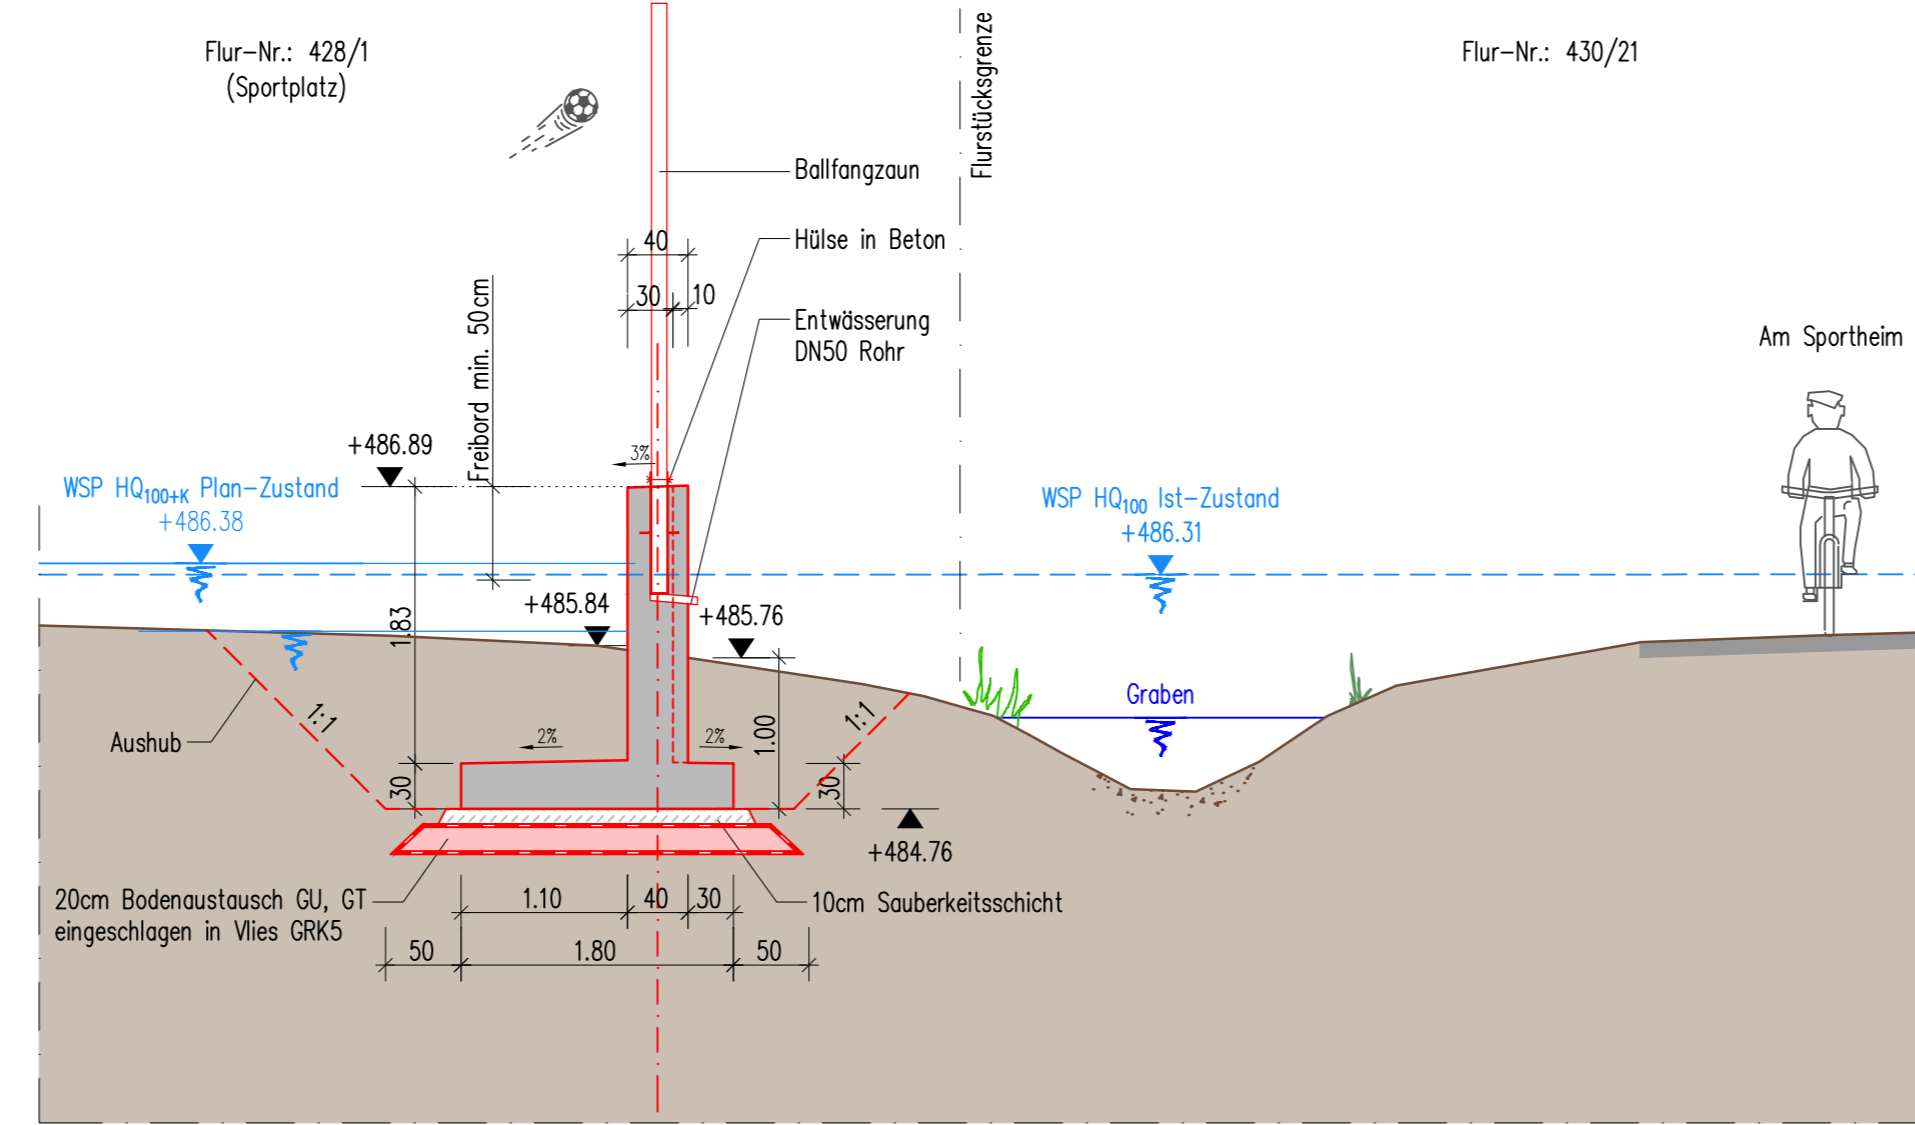 Flur-Nr.: 428/1
(Sportplatz)
Flurstücksgrenze
Flur-Nr.: 430/21
Ballfangzaun
Hülse in Beton
40
30
10
Entwässerung
DN50 Rohr
Freibord min. 50cm
Am Sportheim
+486.89
3%
WSP HQ100+K Plan-Zustand
+486.38
WSP HQ100 Ist-Zustand
+486.31
+485.84
+485.76
1.83
Graben
Aushub
1:1
2%
2%
1.00
1:1
30
30
+484.76
20cm Bodenaustausch GU, GT
eingeschlagen in Vlies GRK5
1.10
40
30
10cm Sauberkeitsschicht
50
1.80
50